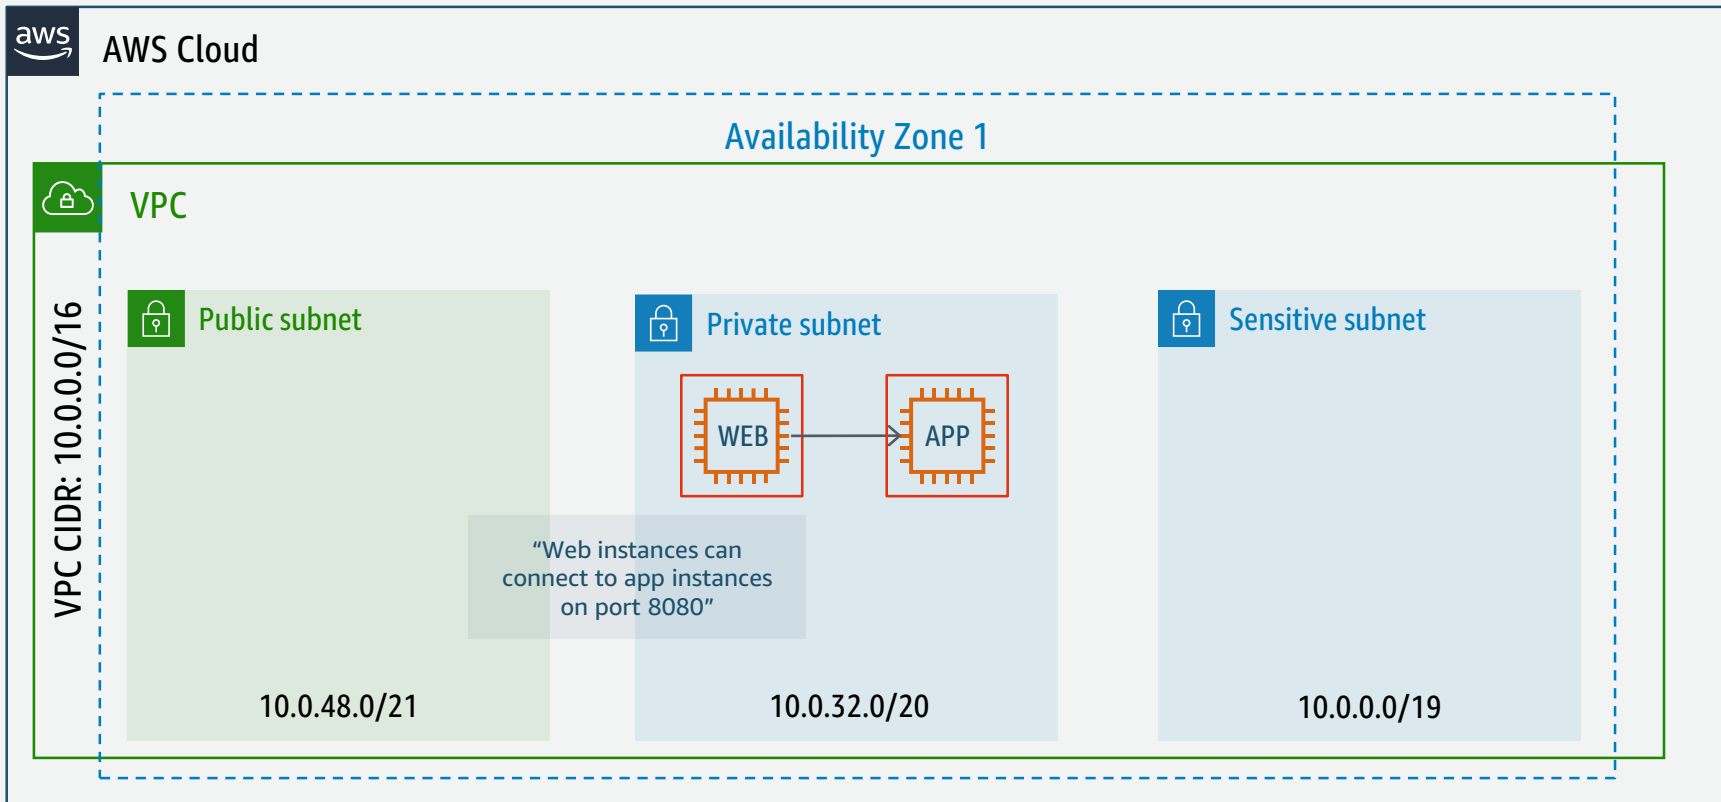 aws
AWS Cloud
Availability Zone 1
VPC
VPC CIDR: 10.0.0.0/16
Public subnet
Private subnet
Sensitive subnet
WEB
APP
“Web instances can
connect to app instances
on port 8080”
10.0.48.0/21
10.0.32.0/20
10.0.0.0/19